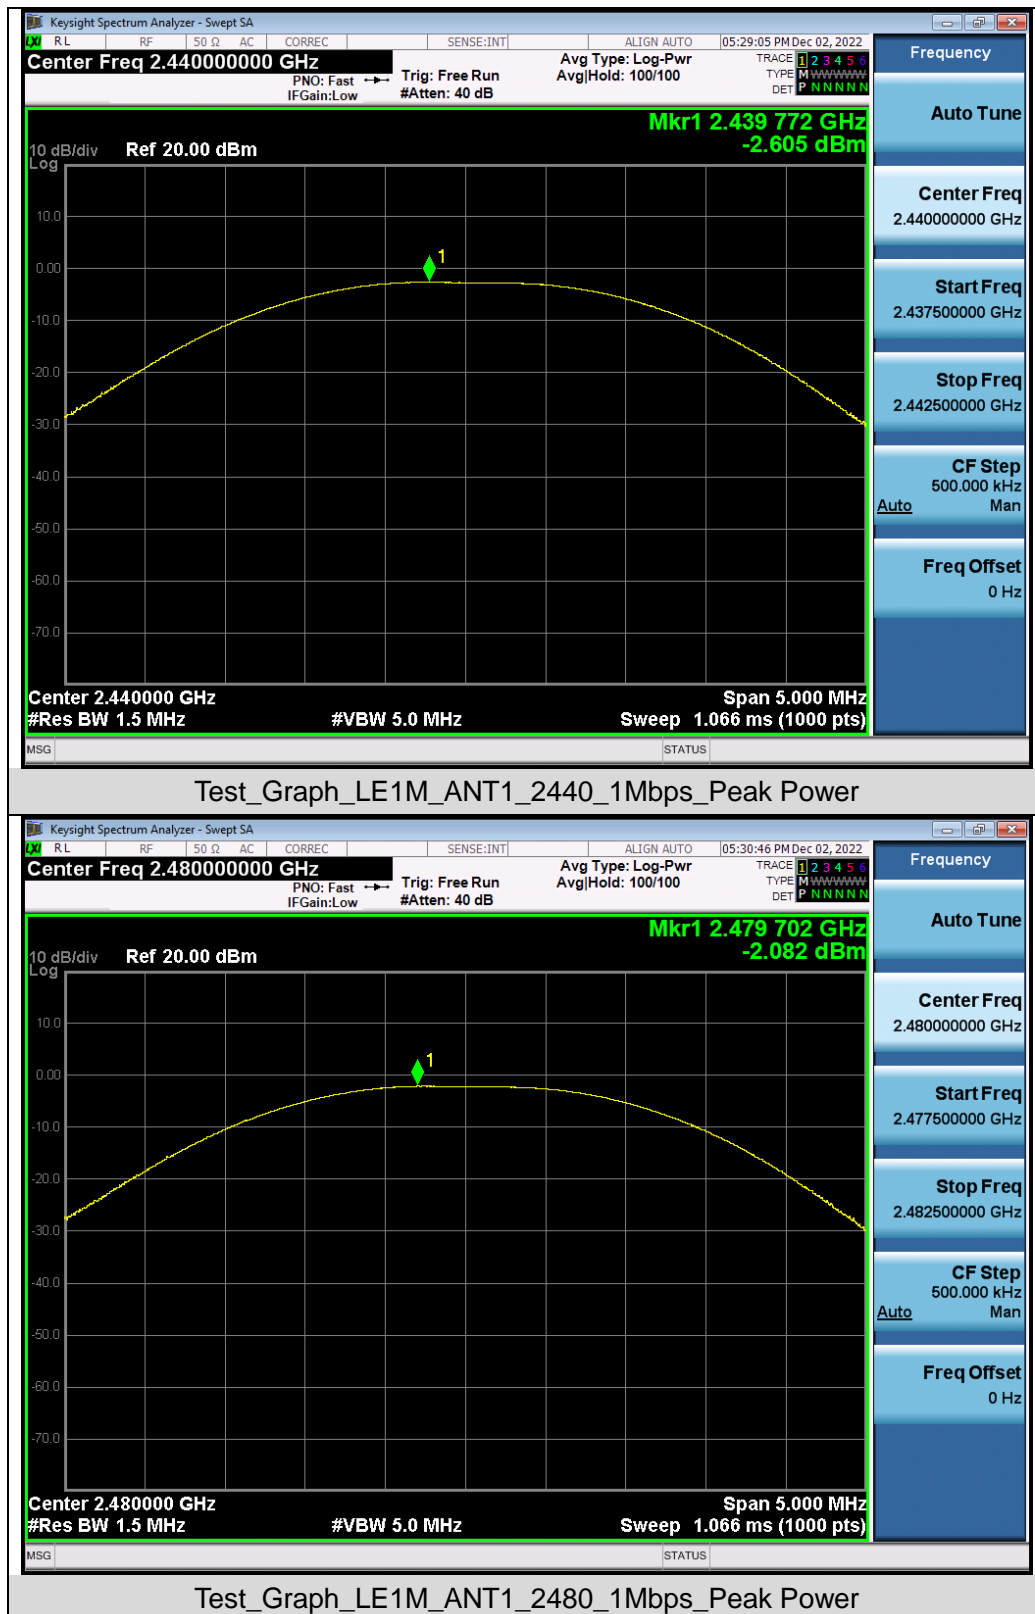 Keysight Spectrum Analyzer - Swept SA
LXI RL RF 50 Ω AC CORREC SENSE:INT ALIGN AUTO 05:29:05 PM Dec 02, 2022
Center Freq 2.440000000 GHz
PNO: Fast
IFGain:Low
Trig: Free Run
#Atten: 40 dB
Avg Type: Log-Pwr
Avg|Hold: 100/100
TRACE 1 2 3 4 5 6
TYPE M WWWWW
DET P N N N N N
Frequency
Mkr1 2.439 772 GHz
-2.605 dBm
10 dB/div Ref 20.00 dBm
Log
10.0
0.00
-10.0
-20.0
-30.0
-40.0
-50.0
-60.0
-70.0
1
Center 2.440000 GHz
Span 5.000 MHz
#Res BW 1.5 MHz
#VBW 5.0 MHz
Sweep 1.066 ms (1000 pts)
Auto Tune
Center Freq
2.440000000 GHz
Start Freq
2.437500000 GHz
Stop Freq
2.442500000 GHz
CF Step
500.000 kHz
Auto Man
Freq Offset
0 Hz
MSG STATUS
Test_Graph_LE1M_ANT1_2440_1Mbps_Peak Power
Keysight Spectrum Analyzer - Swept SA
LXI RL RF 50 Ω AC CORREC SENSE:INT ALIGN AUTO 05:30:46 PM Dec 02, 2022
Center Freq 2.480000000 GHz
PNO: Fast
IFGain:Low
Trig: Free Run
#Atten: 40 dB
Avg Type: Log-Pwr
Avg|Hold: 100/100
TRACE 1 2 3 4 5 6
TYPE M WWWWW
DET P N N N N N
Frequency
Mkr1 2.479 702 GHz
-2.082 dBm
10 dB/div Ref 20.00 dBm
Log
10.0
0.00
-10.0
-20.0
-30.0
-40.0
-50.0
-60.0
-70.0
1
Center 2.480000 GHz
Span 5.000 MHz
#Res BW 1.5 MHz
#VBW 5.0 MHz
Sweep 1.066 ms (1000 pts)
Auto Tune
Center Freq
2.480000000 GHz
Start Freq
2.477500000 GHz
Stop Freq
2.482500000 GHz
CF Step
500.000 kHz
Auto Man
Freq Offset
0 Hz
MSG STATUS
Test_Graph_LE1M_ANT1_2480_1Mbps_Peak Power